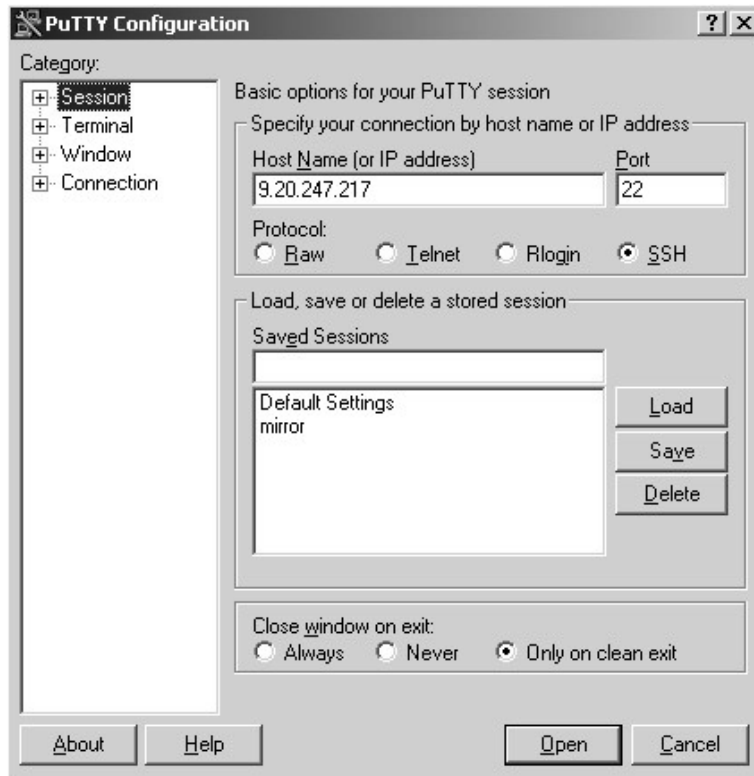 PuTTY Configuration
Category:
Session
Terminal
Window
Connection
Basic options for your PuTTY session
Specify your connection by host name or IP address
Host Name (or IP address) Port
9.20.247.217 22
Protocol:
Raw Telnet Rlogin SSH
Load, save or delete a stored session
Saved Sessions
Default Settings
mirror
Load
Save
Delete
Close window on exit:
Always Never Only on clean exit
About Help Open Cancel